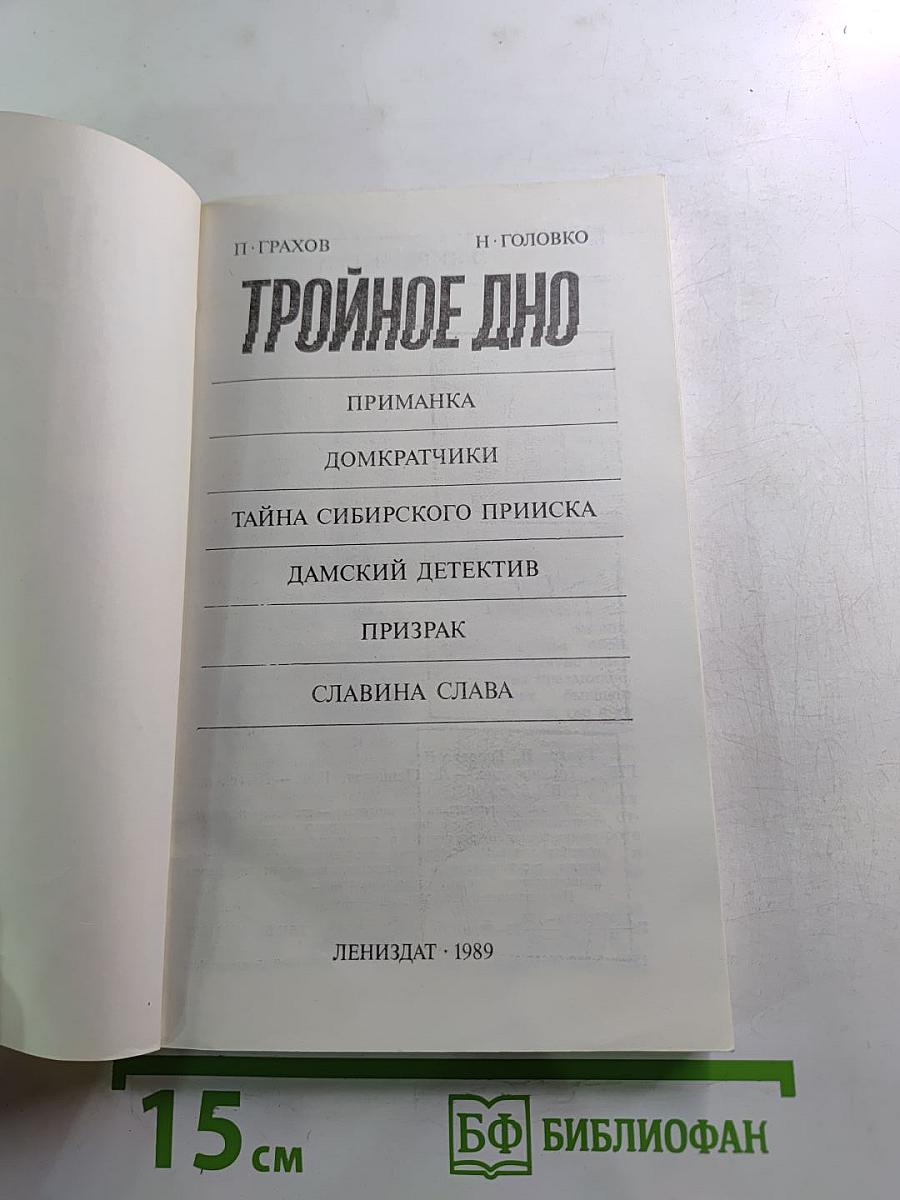 П · ГРАХОВ Н · ГОЛОВКО
ТРОЙНОЕ ДНО
ПРИМАНКА
ДОМКРАТЧИКИ
ТАЙНА СИБИРСКОГО ПРИИСКА
ДАМСКИЙ ДЕТЕКТИВ
ПРИЗРАК
СЛАВИНА СЛАВА
ЛЕНИЗДАТ · 1989
15 см
БФ БИБЛИОФАН